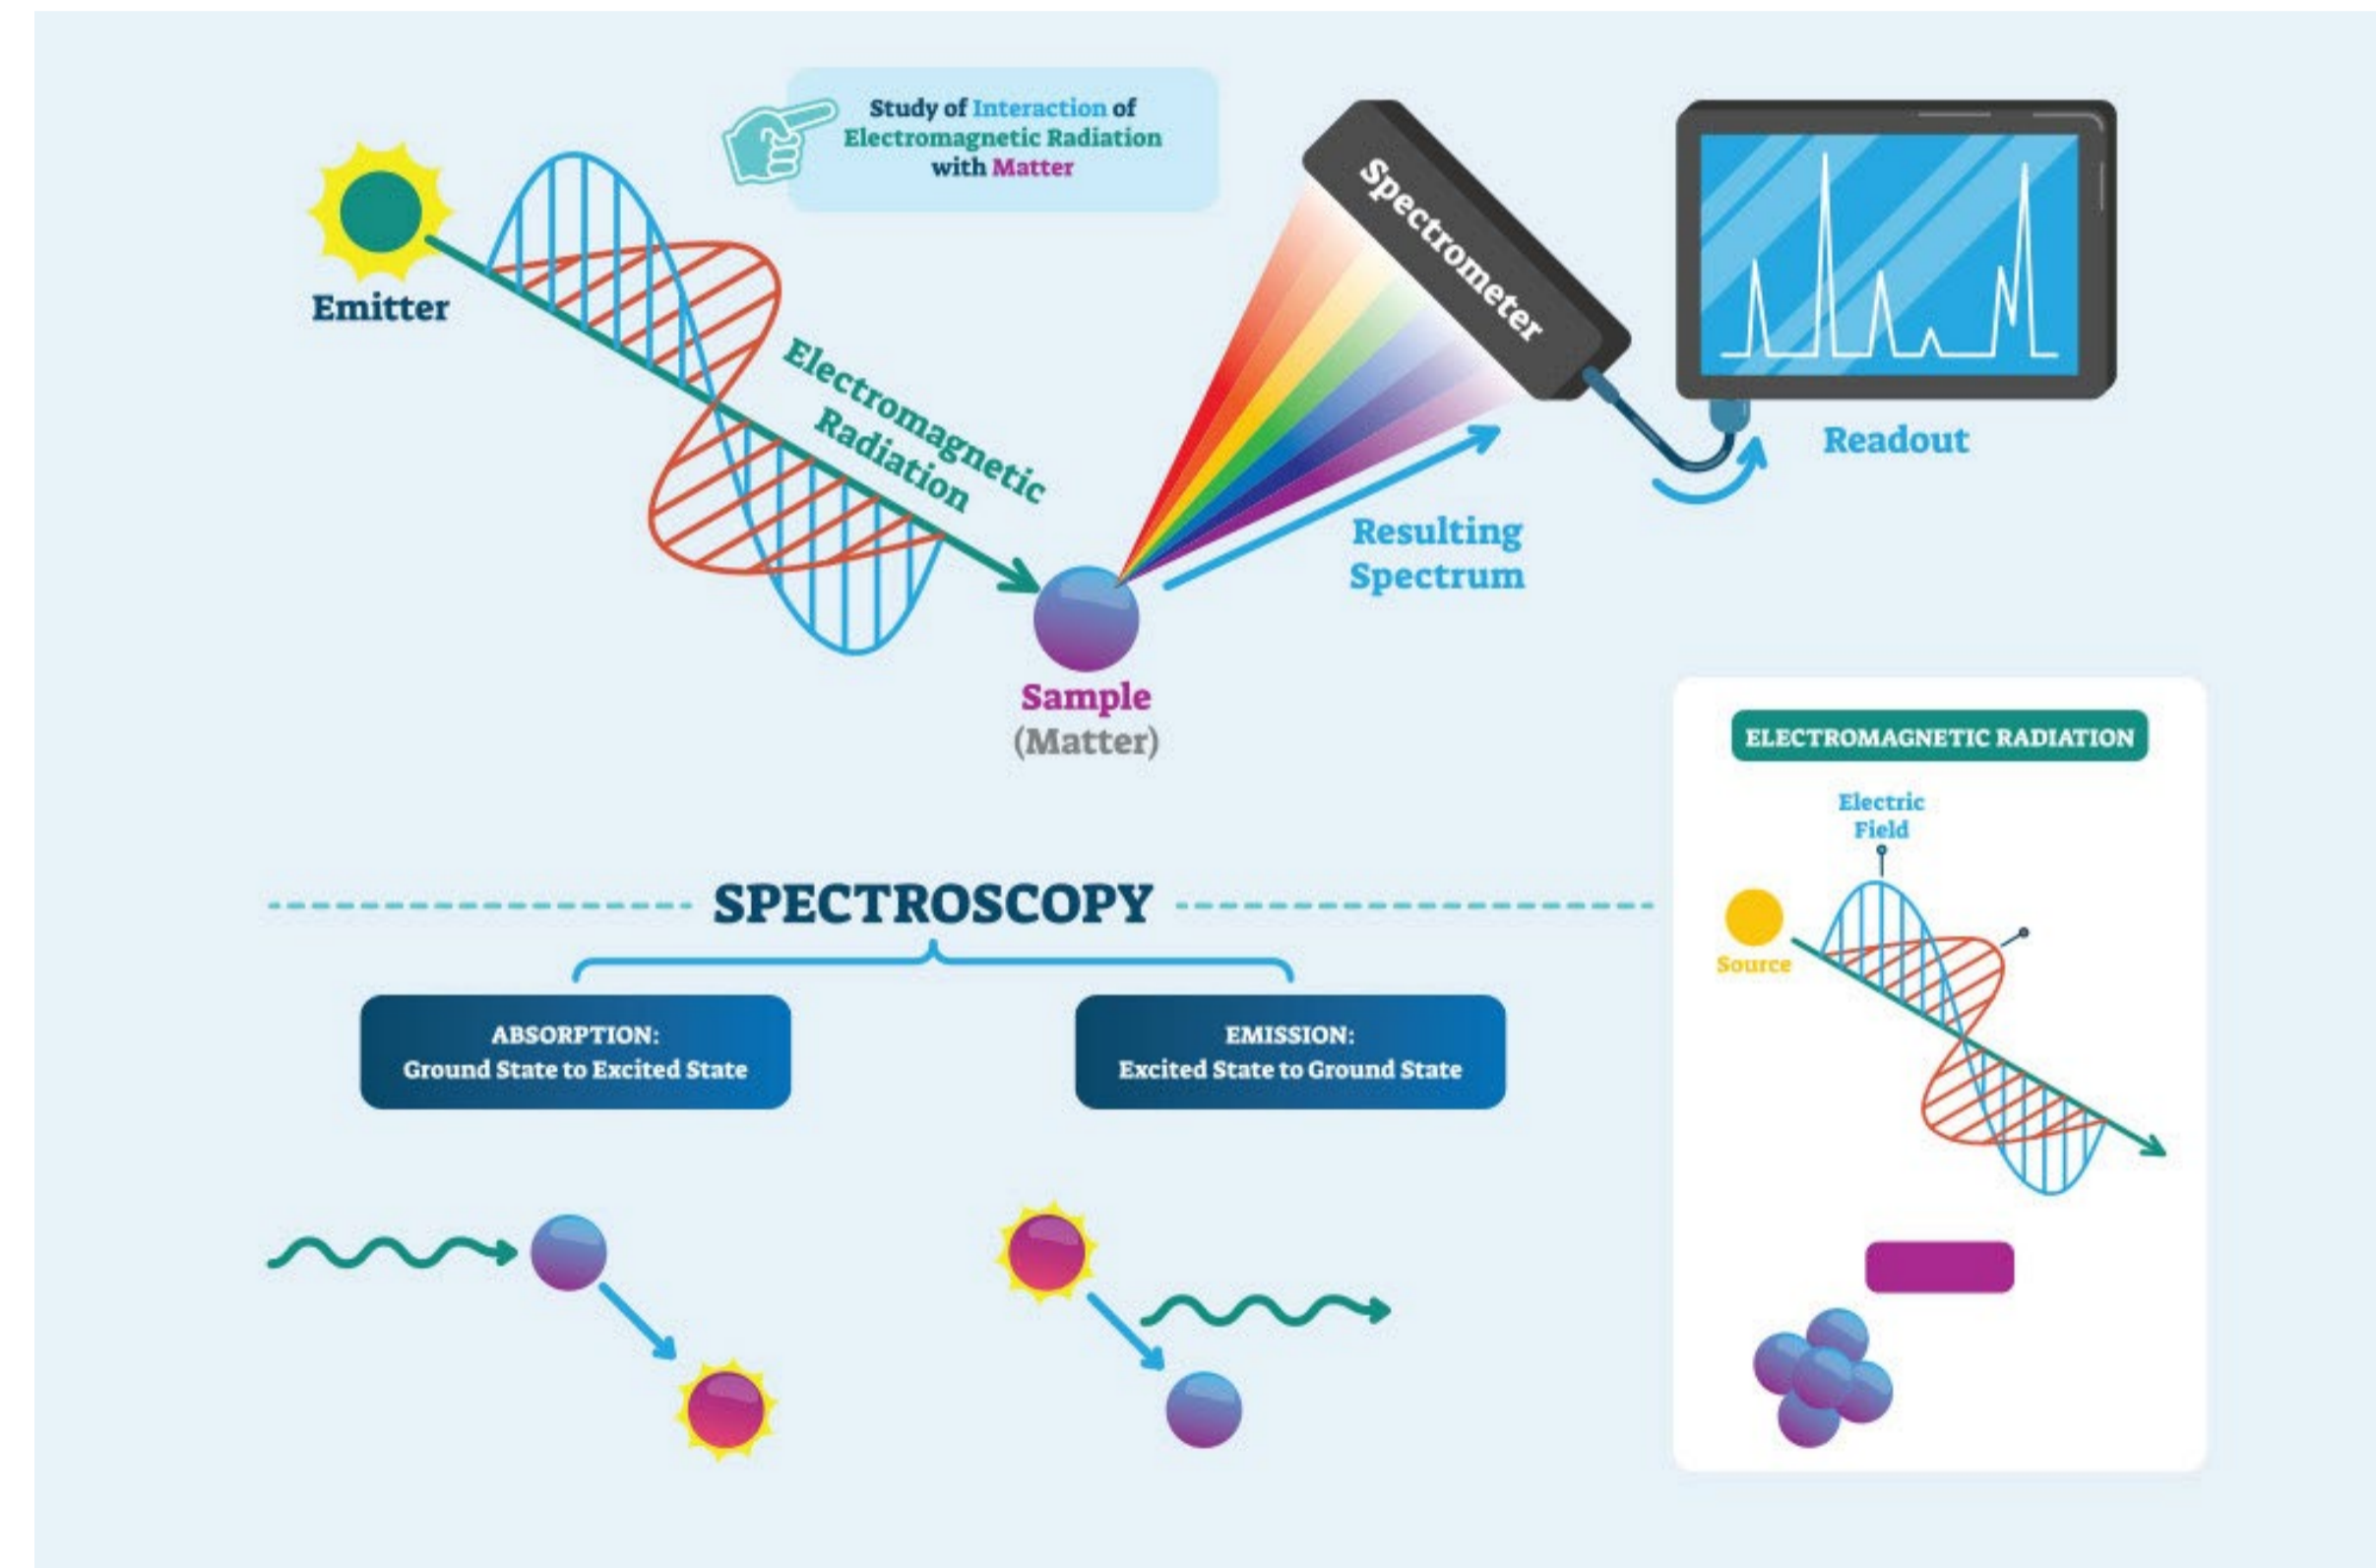 Study of Interaction of
Electromagnetic Radiation
with Matter
Emitter
Electromagnetic
Radiation
Sample
(Matter)
Spectrometer
Resulting
Spectrum
Readout
SPECTROSCOPY
ABSORPTION:
Ground State to Excited State
EMISSION:
Excited State to Ground State
ELECTROMAGNETIC RADIATION
Electric
Field
Source